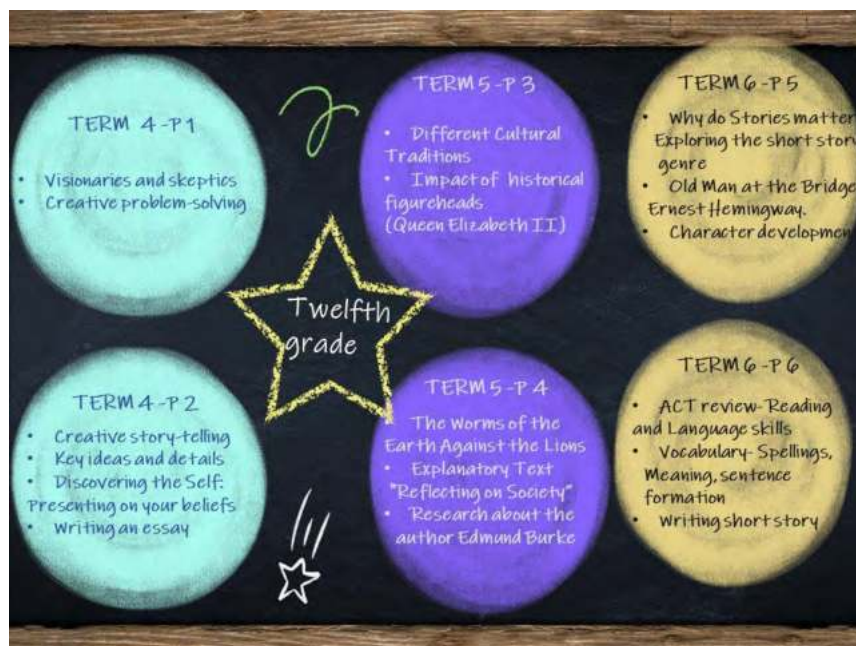 TERM 4-P1
• Visionaries and skeptics
• Creative problem-solving
TERM 4-P2
• Creative story-telling
• Key ideas and details
• Discovering the Self:
Presenting on your beliefs
• Writing an essay
Twelfth
grade
TERM 5-P 3
• Different Cultural
Traditions
• Impact of historical
figureheads
(Queen Elizabeth II)
TERM 5-P 4
The Worms of the
Earth Against the Lions
• Explanatory Text
"Reflecting on Society"
• Research about the
author Edmund Burke
TERM 6-P 5
• Why do Stories matter
Exploring the short story
genre
• Old Man at the Bridge
Ernest Hemingway.
• Character developmen
TERM 6-P 6
• ACT review-Reading
and Language skills
• Vocabulary- Spellings,
Meaning, sentence
formation
• Writing short story